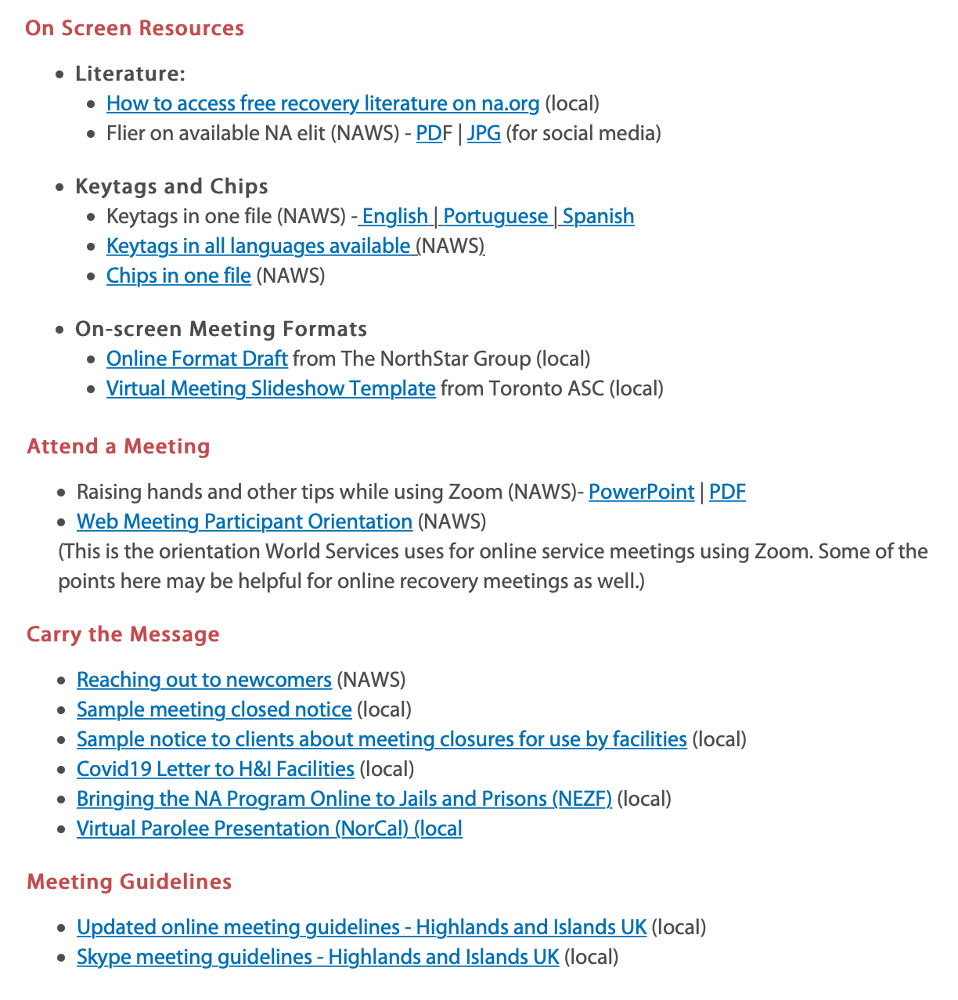 On Screen Resources
• Literature:
• How to access free recovery literature on na.org (local)
• Flier on available NA elit (NAWS) - PDF | JPG (for social media)
• Keytags and Chips
• Keytags in one file (NAWS) - English | Portuguese | Spanish
• Keytags in all languages available (NAWS)
• Chips in one file (NAWS)
• On-screen Meeting Formats
• Online Format Draft from The NorthStar Group (local)
• Virtual Meeting Slideshow Template from Toronto ASC (local)
Attend a Meeting
• Raising hands and other tips while using Zoom (NAWS)- PowerPoint | PDF
• Web Meeting Participant Orientation (NAWS)
(This is the orientation World Services uses for online service meetings using Zoom. Some of the
points here may be helpful for online recovery meetings as well.)
Carry the Message
• Reaching out to newcomers (NAWS)
• Sample meeting closed notice (local)
• Sample notice to clients about meeting closures for use by facilities (local)
• Covid19 Letter to H&I Facilities (local)
• Bringing the NA Program Online to Jails and Prisons (NEZF) (local)
• Virtual Parolee Presentation (NorCal) (local
Meeting Guidelines
• Updated online meeting guidelines - Highlands and Islands UK (local)
• Skype meeting guidelines - Highlands and Islands UK (local)